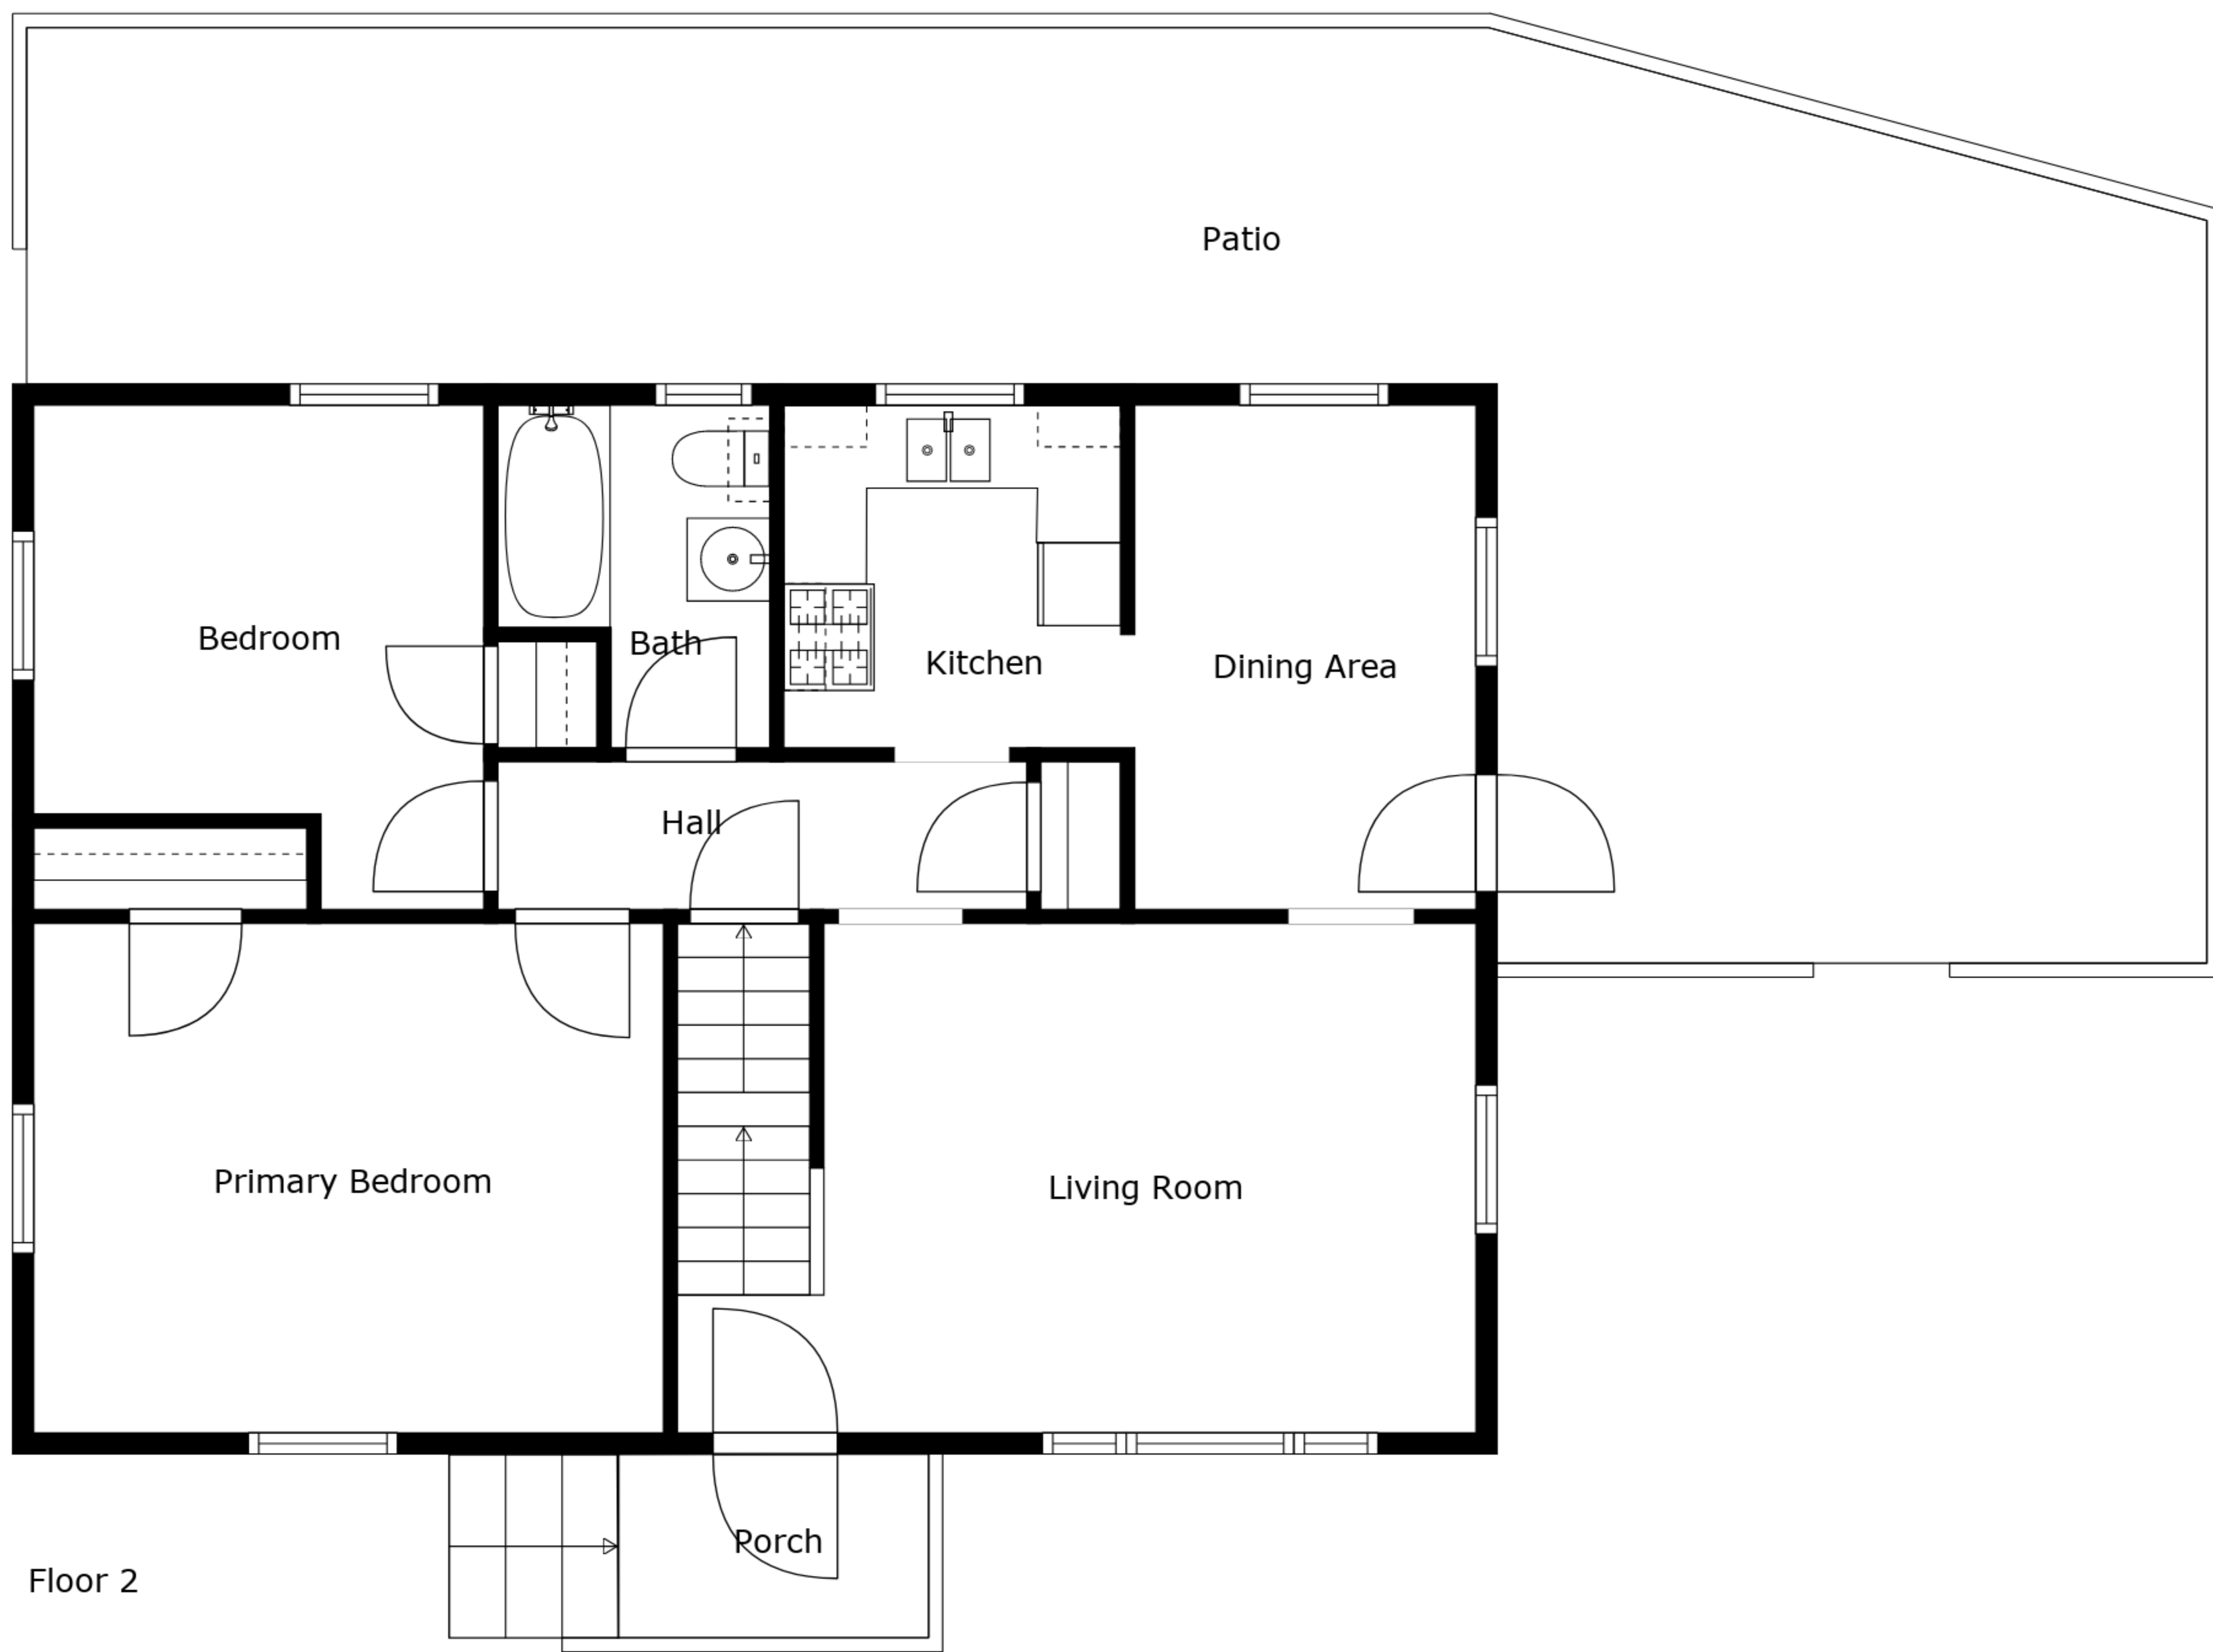 Patio
Bedroom
Bath
Kitchen
Dining Area
Hall
Primary Bedroom
Living Room
Porch
Floor 2